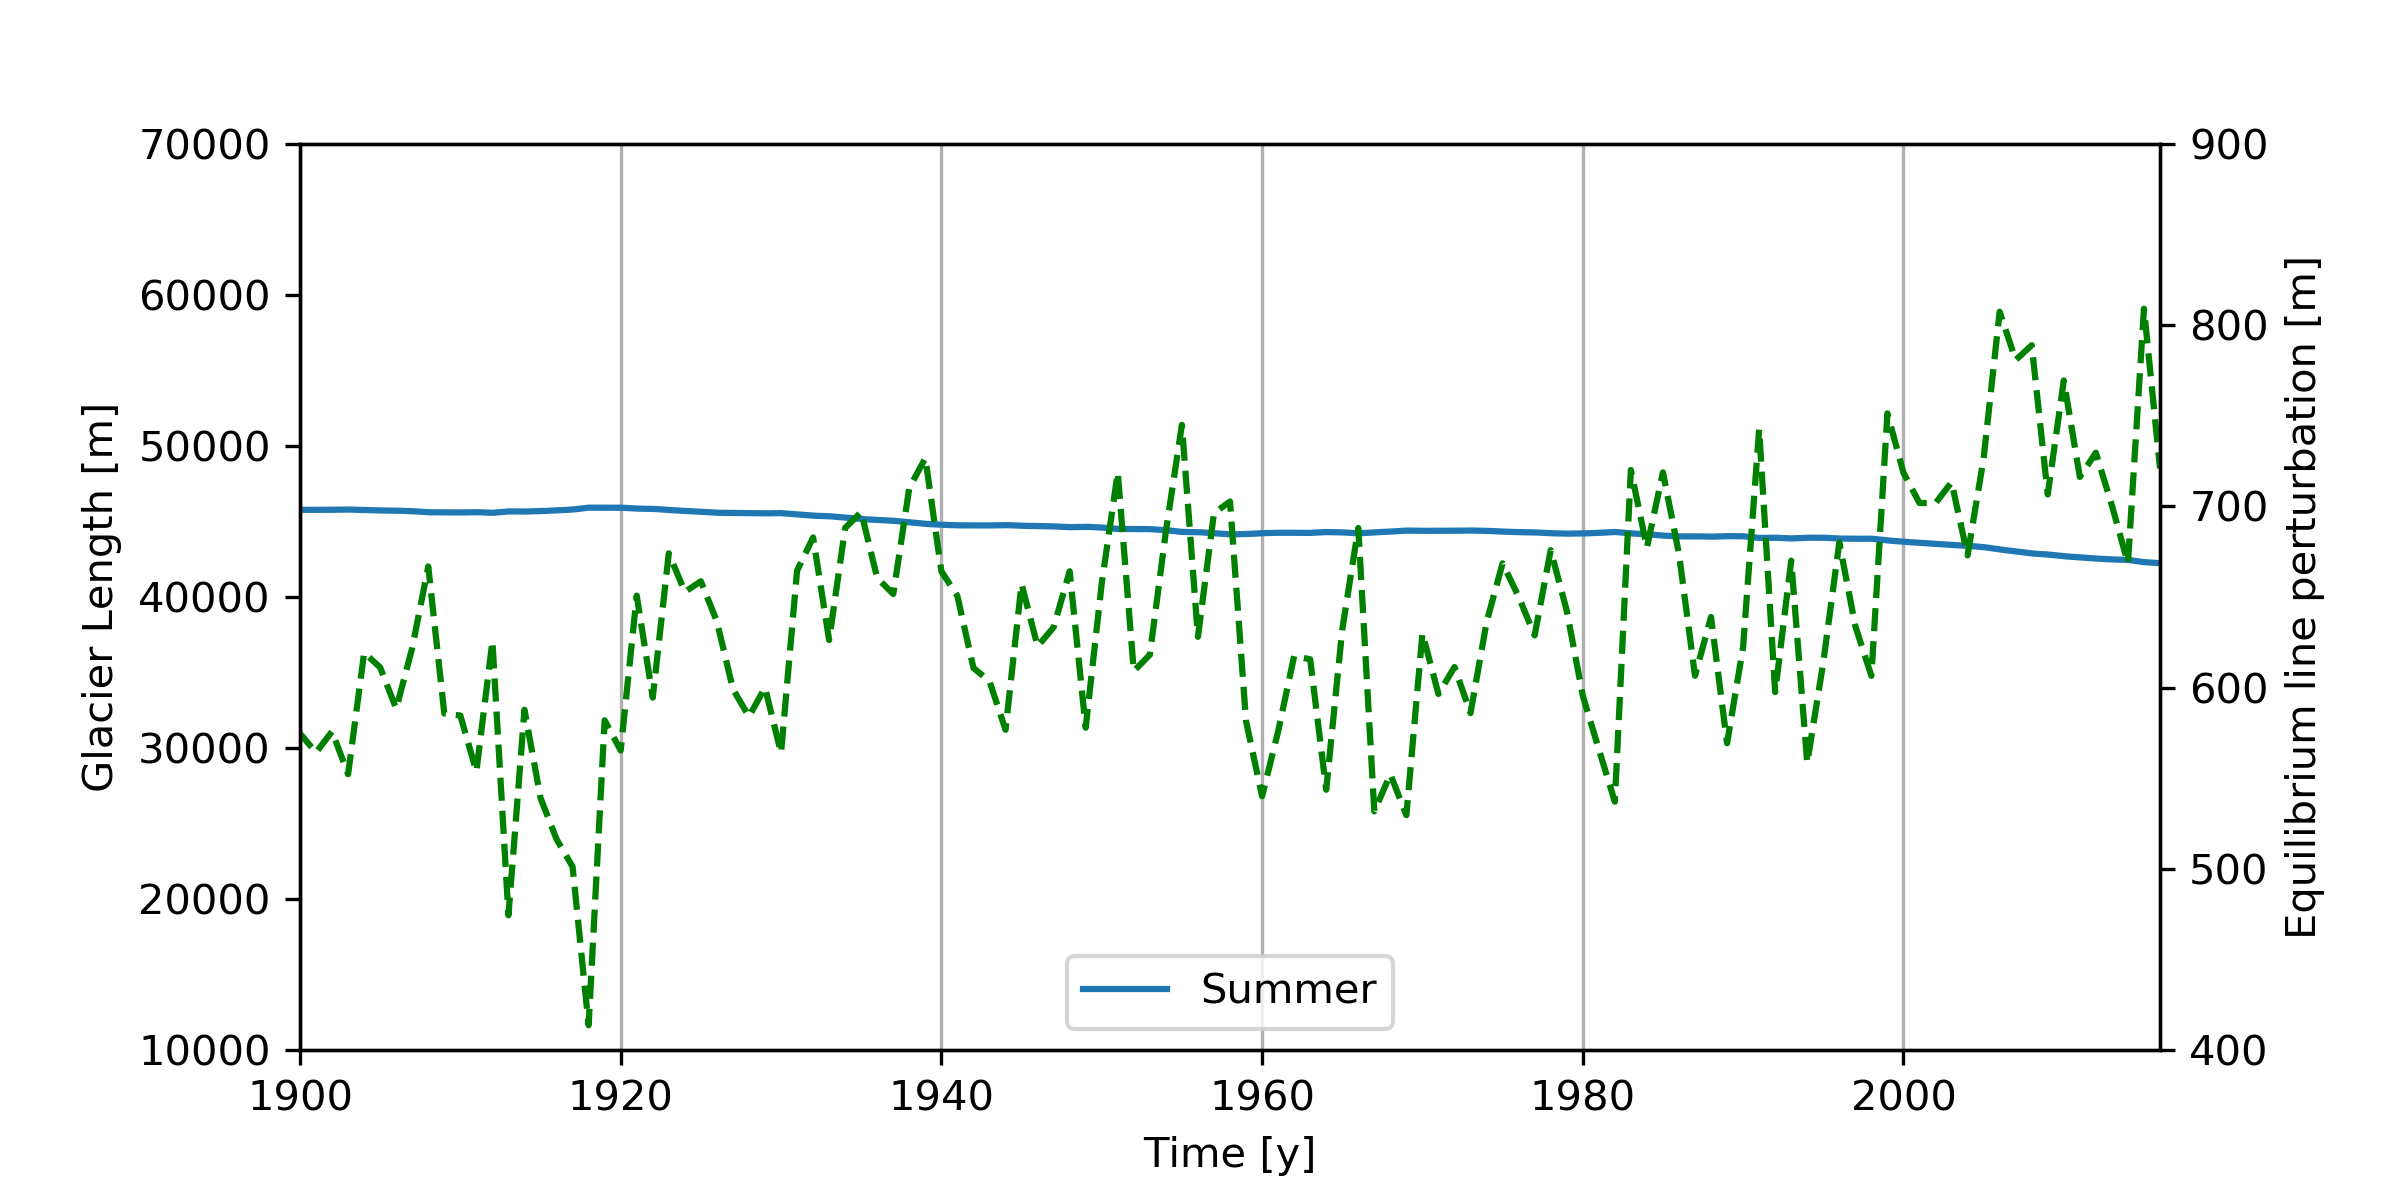 70000
60000
50000
40000
30000
20000
10000
Glacier Length [m]
900
800
700
600
500
400
Equilibrium line perturbation [m]
Summer
1900 1920 1940 1960 1980 2000
Time [y]